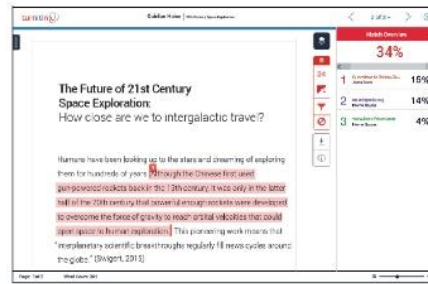 turnitin
Match Overview
34%
1 15%
2 14%
3 4%
The Future of 21st Century
Space Exploration:
How close are we to intergalactic travel?
Humans have been looking up to the stars and dreaming of exploring
them for hundreds of years. Although the Chinese first used
gun-powered rockets back in the 13th century, it was only in the latter
half of the 20th century that powerful enough rockets were developed
to overcome the force of gravity to reach orbital velocities that could
open space to human exploration. This pioneering work means that
"interplanetary scientific breakthroughs regularly fill news cycles around
the globe." (Swigert, 2015)